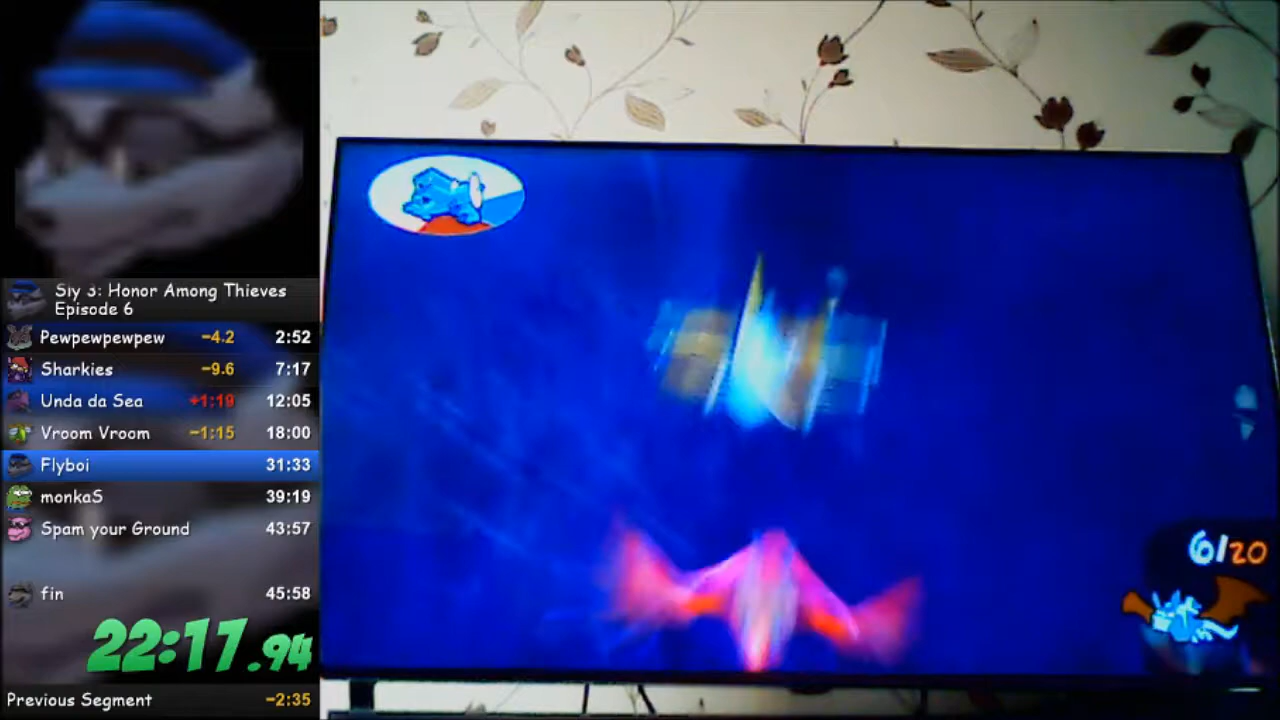 Sly 3: Honor Among Thieves
Episode 6
Pewpewpewpew -4.2 2:52
Sharkies -9.6 7:17
Unda da Sea +1:19 12:05
Vroom Vroom -1:15 18:00
Flyboi 31:33
monkaS 39:19
Spam your Ground 43:57
fin 45:58
22:17.94
Previous Segment -2:35
6/20